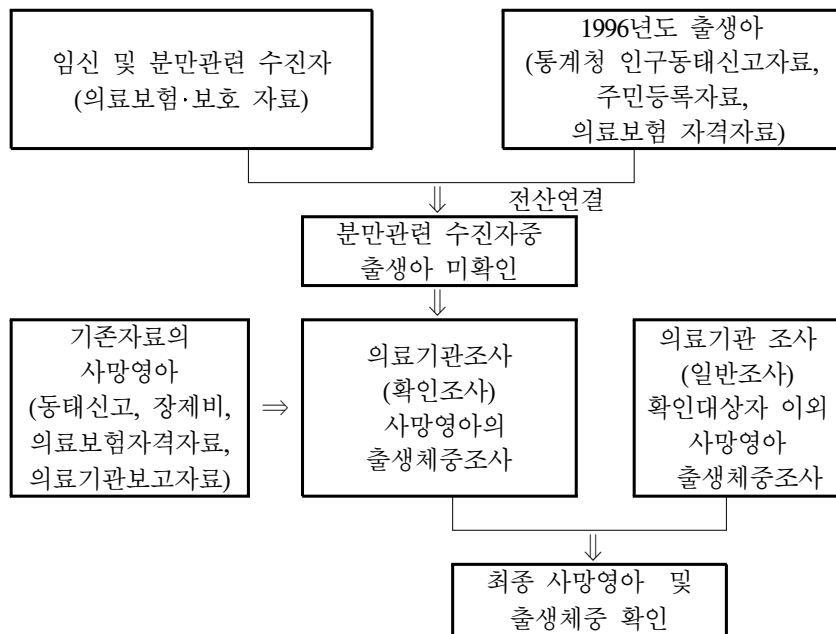 임신 및 분만관련 수진자
(의료보험·보호 자료)
1996년도 출생아
(통계청 인구동태신고자료,
주민등록자료,
의료보험 자격자료)
⇓ 전산연결
분만관련 수진자중
출생아 미확인
⇓
기존자료의
사망영아
(동태신고, 장제비,
의료보험자격자료,
의료기관보고자료)
⇒
의료기관조사
(확인조사)
사망영아의
출생체중조사
의료기관 조사
(일반조사)
확인대상자 이외
사망영아
출생체중조사
⇓
최종 사망영아 및
출생체중 확인